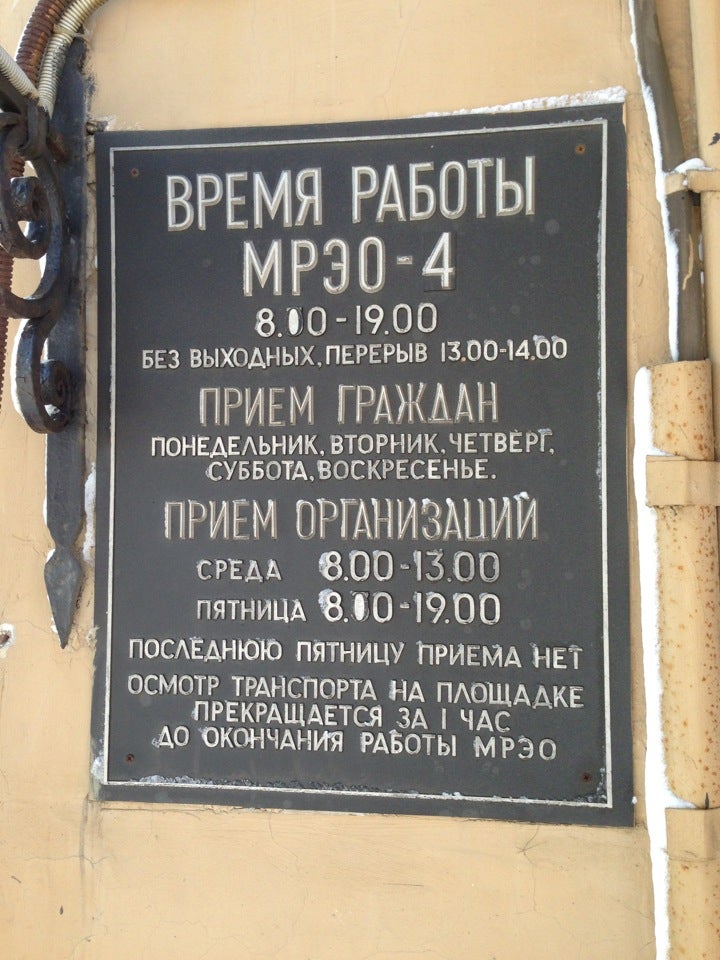 ВРЕМЯ РАБОТЫ
МРЭО-4
8.00-19.00
БЕЗ ВЫХОДНЫХ, ПЕРЕРЫВ 13.00-14.00
ПРИЕМ ГРАЖДАН
ПОНЕДЕЛЬНИК, ВТОРНИК, ЧЕТВЕРГ,
СУББОТА, ВОСКРЕСЕНЬЕ.
ПРИЕМ ОРГАНИЗАЦИЙ
СРЕДА 8.00-13.00
ПЯТНИЦА 8.00-19.00
ПОСЛЕДНЮЮ ПЯТНИЦУ ПРИЕМА НЕТ
ОСМОТР ТРАНСПОРТА НА ПЛОЩАДКЕ
ПРЕКРАЩАЕТСЯ ЗА 1 ЧАС
ДО ОКОНЧАНИЯ РАБОТЫ МРЭО